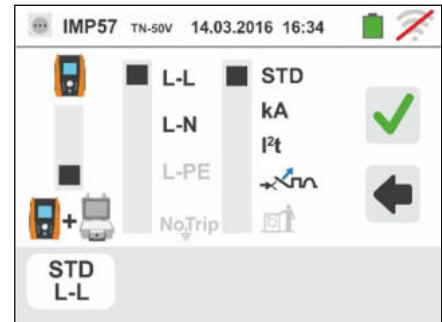 IMP57 TN-50V 14.03.2016 16:34
L-L STD
L-N kA
I²t
L-PE
+
NoTrip
STD
L-L